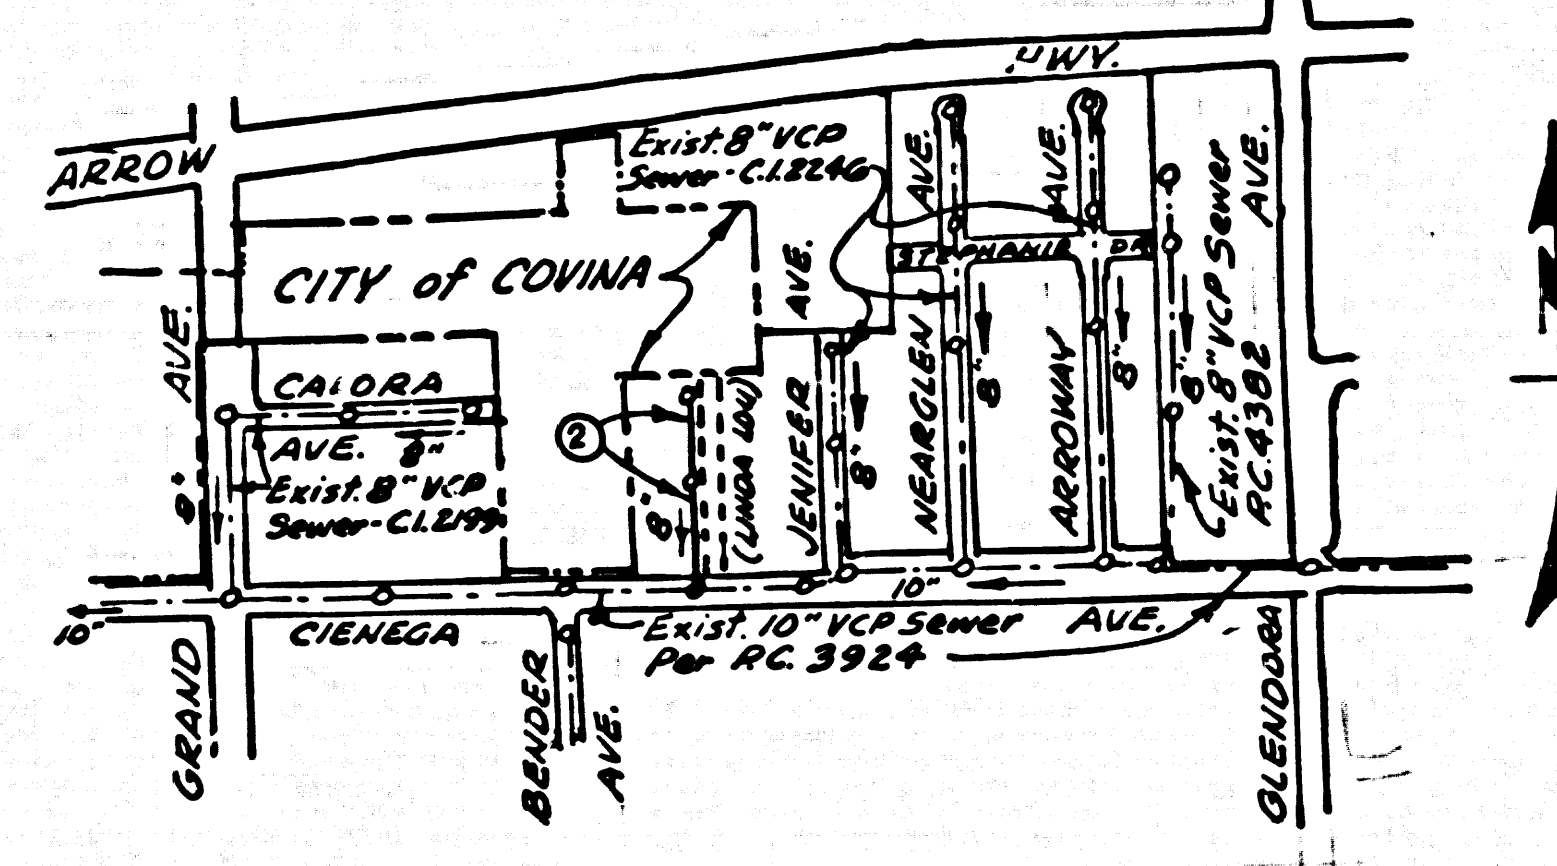 HWY.
ARROW
Exist. 8" VCP
Sewer - C.I. 2246
AVE.
AVE.
AVE.
Exist. 8" VCP Sewer
RC. 4382
STEPHANIE DR.
CITY of COVINA
AVE.
AVE.
CALORA
AVE.
8"
Exist. 8" VCP
Sewer - C.I. 2199
8"
2
8"
(LINDA LOU)
JENIFER
8"
NEARGLEN
8"
ARROWAY
8"
8"
N
10"
10"
CIENEGA
Exist. 10" VCP Sewer
Per RC. 3924
AVE.
GRAND
BENDER
AVE.
GLENDORA